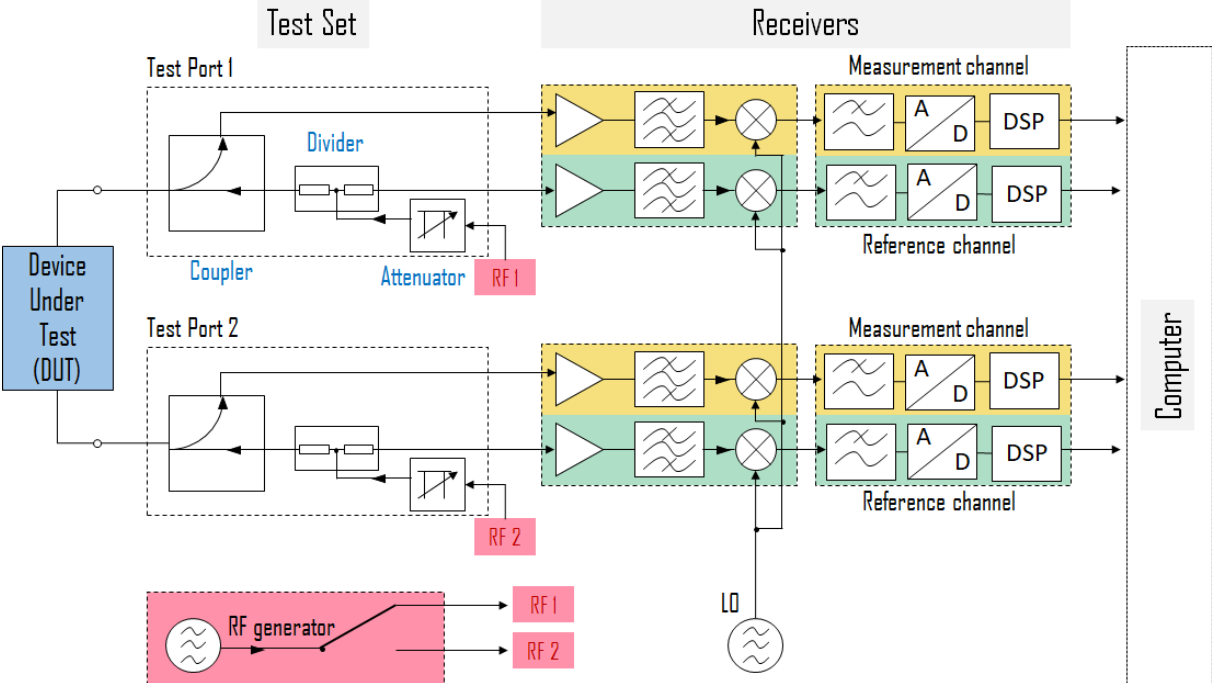 Test Set
Receivers
Test Port 1
Measurement channel
Divider
A
D
DSP
A
D
DSP
Reference channel
Coupler
Attenuator
RF 1
Device
Under
Test
(DUT)
Test Port 2
Measurement channel
A
D
DSP
A
D
DSP
Reference channel
RF 2
Computer
RF generator
RF 1
RF 2
LO